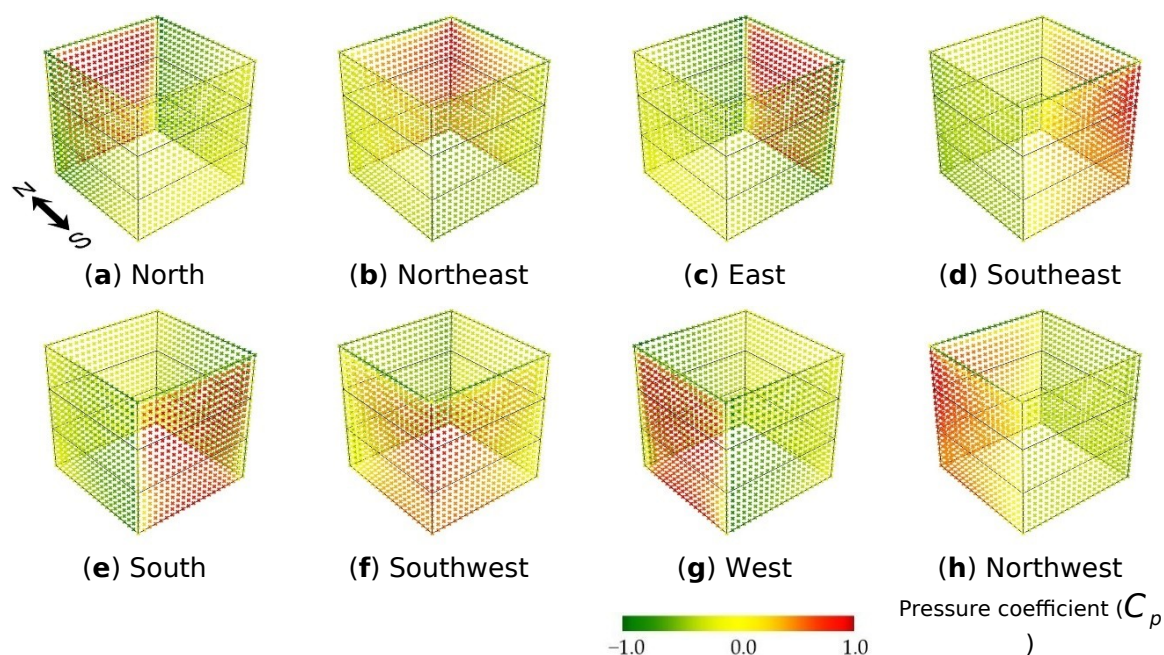 N
S
(a) North
(b) Northeast
(c) East
(d) Southeast
(e) South
(f) Southwest
(g) West
(h) Northwest
Pressure coefficient (C p
)
−1.0 0.0 1.0